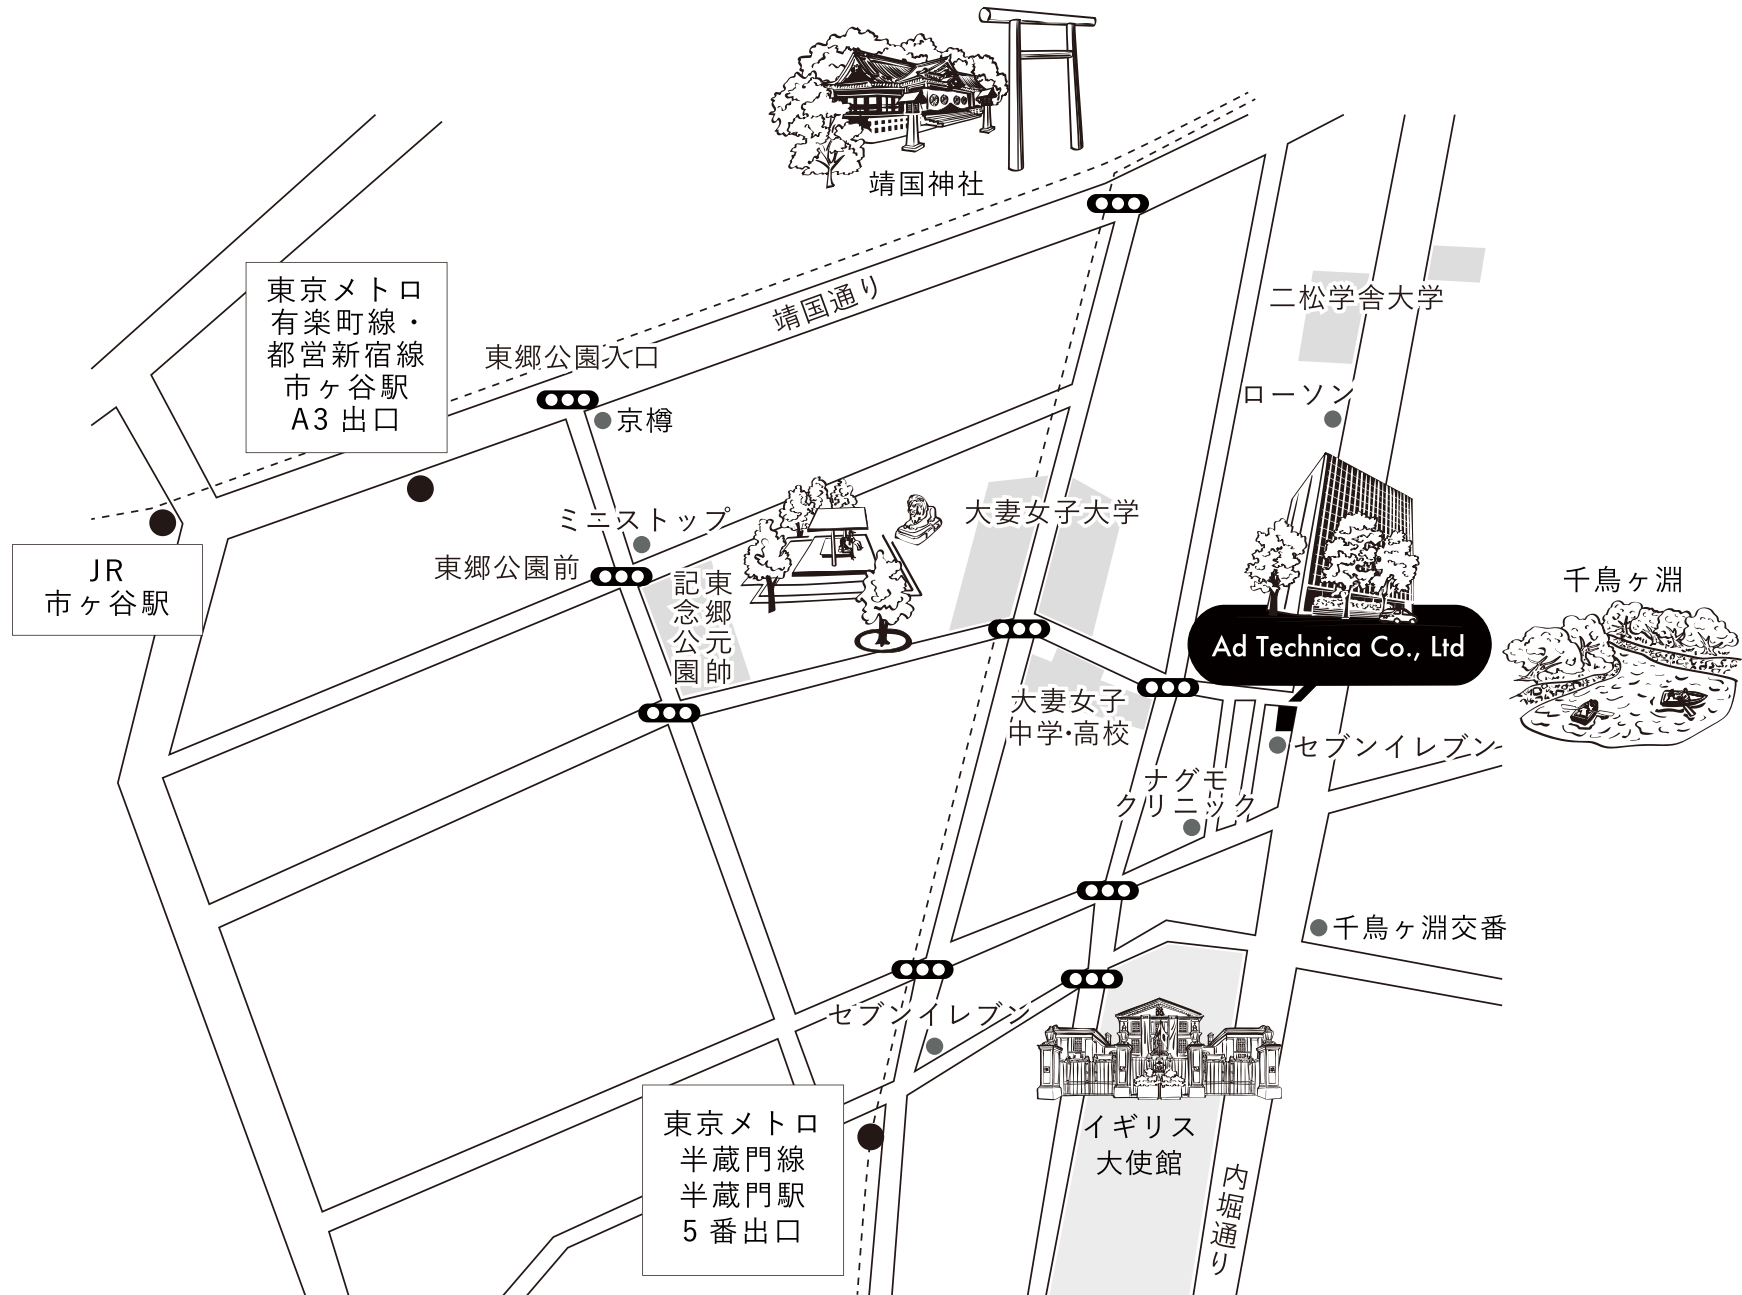 靖国神社
東京メトロ
有楽町線・
都営新宿線
市ヶ谷駅
A3 出口
靖国通り
二松学舎大学
東郷公園入口
京樽
ローソン
ミニストップ
大妻女子大学
JR
市ヶ谷駅
東郷公園前
東郷元帥
記念公園
千鳥ヶ淵
Ad Technica Co., Ltd
大妻女子
中学・高校
セブンイレブン
ナグモ
クリニック
千鳥ヶ淵交番
セブンイレブン
東京メトロ
半蔵門線
半蔵門駅
5 番出口
イギリス
大使館
内堀通り